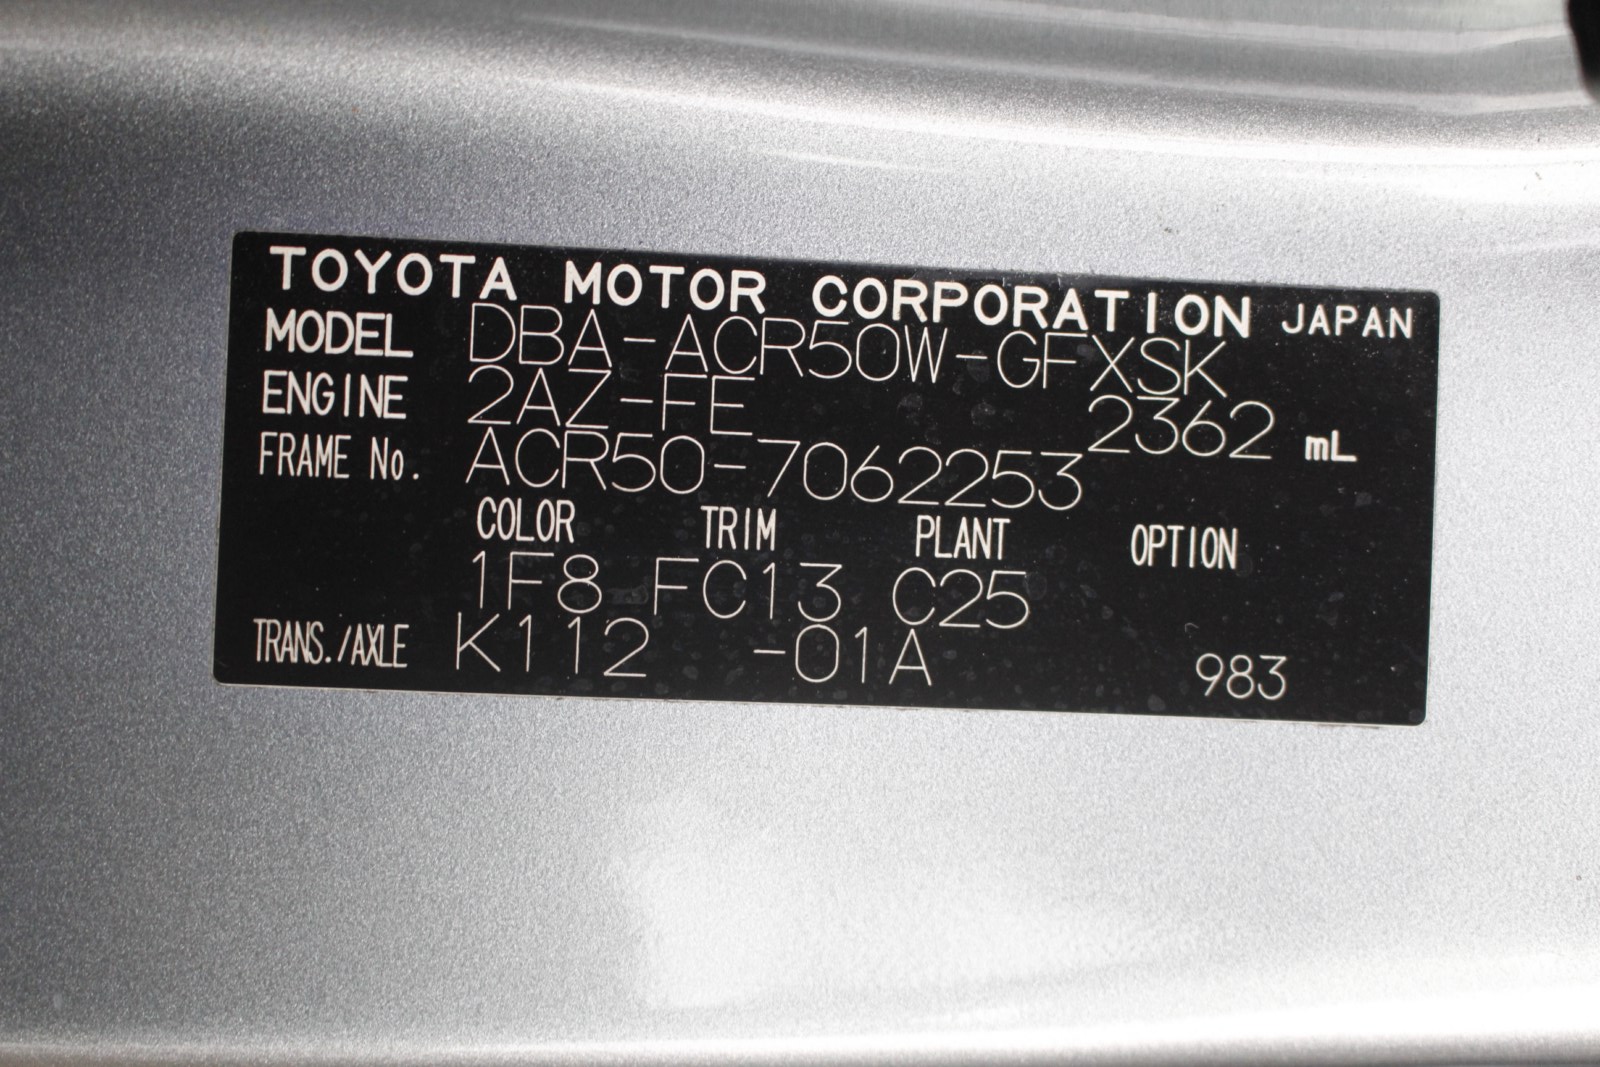 TOYOTA MOTOR CORPORATION JAPAN
MODEL DBA-ACR50W-GFXSK
ENGINE 2AZ-FE 2362 mL
FRAME No. ACR50-7062253
COLOR TRIM PLANT OPTION
1F8 FC13 C25
TRANS./AXLE K112 -01A 983